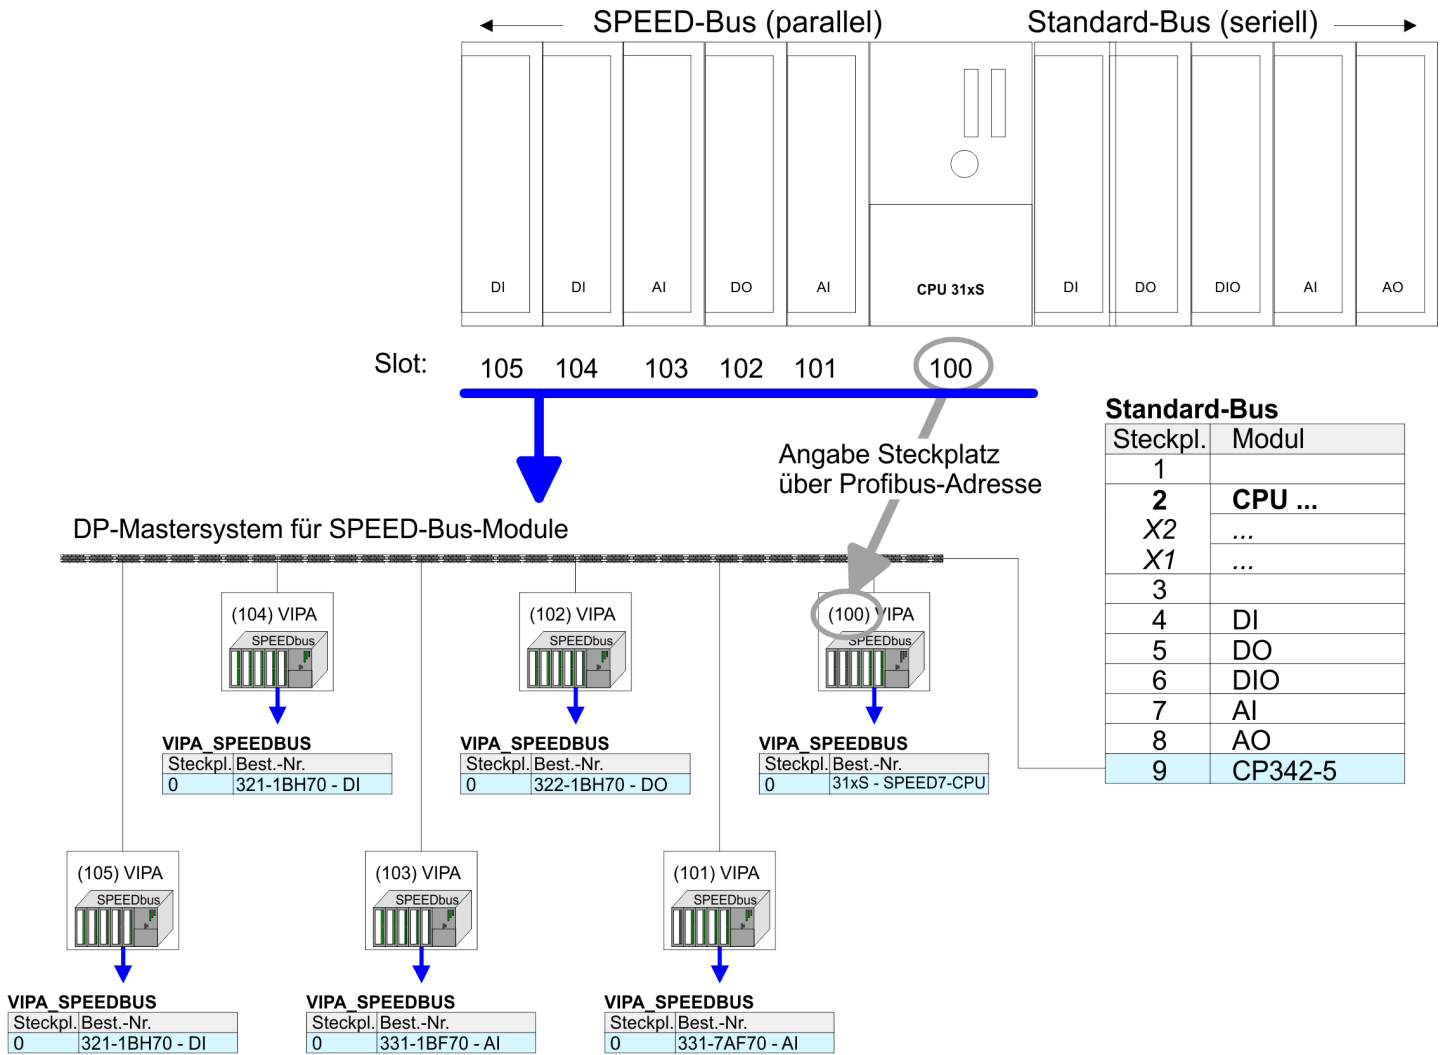 SPEED-Bus (parallel)
Standard-Bus (seriell)
DI DI AI DO AI CPU 31xS DI DO DIO AI AO
Slot: 105 104 103 102 101 100
Angabe Steckplatz
über Profibus-Adresse
Standard-Bus
Steckpl. Modul
1
2 CPU ...
X2 ...
X1 ...
3
4 DI
5 DO
6 DIO
7 AI
8 AO
9 CP342-5
DP-Mastersystem für SPEED-Bus-Module
(104) VIPA
SPEEDbus
VIPA_SPEEDBUS
Steckpl. Best.-Nr.
0 321-1BH70 - DI
(102) VIPA
SPEEDbus
VIPA_SPEEDBUS
Steckpl. Best.-Nr.
0 322-1BH70 - DO
(100) VIPA
SPEEDbus
VIPA_SPEEDBUS
Steckpl. Best.-Nr.
0 31xS - SPEED7-CPU
(105) VIPA
SPEEDbus
VIPA_SPEEDBUS
Steckpl. Best.-Nr.
0 321-1BH70 - DI
(103) VIPA
SPEEDbus
VIPA_SPEEDBUS
Steckpl. Best.-Nr.
0 331-1BF70 - AI
(101) VIPA
SPEEDbus
VIPA_SPEEDBUS
Steckpl. Best.-Nr.
0 331-7AF70 - AI